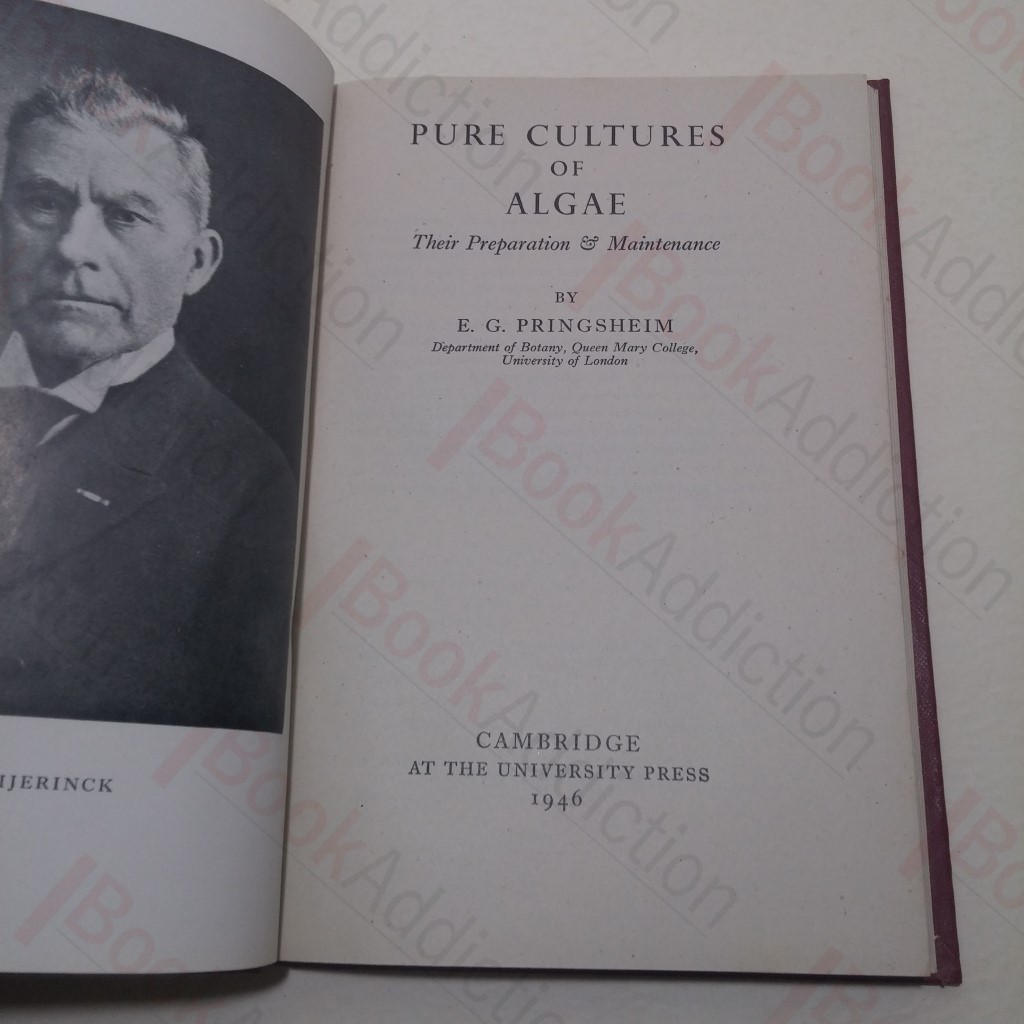 IJERINCK
PURE CULTURES
OF
ALGAE
Their Preparation & Maintenance
BY
E. G. PRINGSHEIM
Department of Botany, Queen Mary College,
University of London
CAMBRIDGE
AT THE UNIVERSITY PRESS
1946
BookAddiction